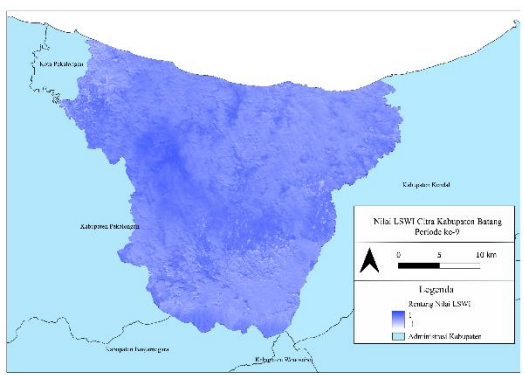 Kota Pekalongan
Kabupaten Kendal
Kabupaten Pekalongan
Kabupaten Banjarnegara
Kabupaten Wonosobo
Nilai LSWI Citra Kabupaten Batang
Periode ke-9
0 5 10 km
Legenda
Rentang Nilai LSWI
1
-1
Administrasi Kabupaten